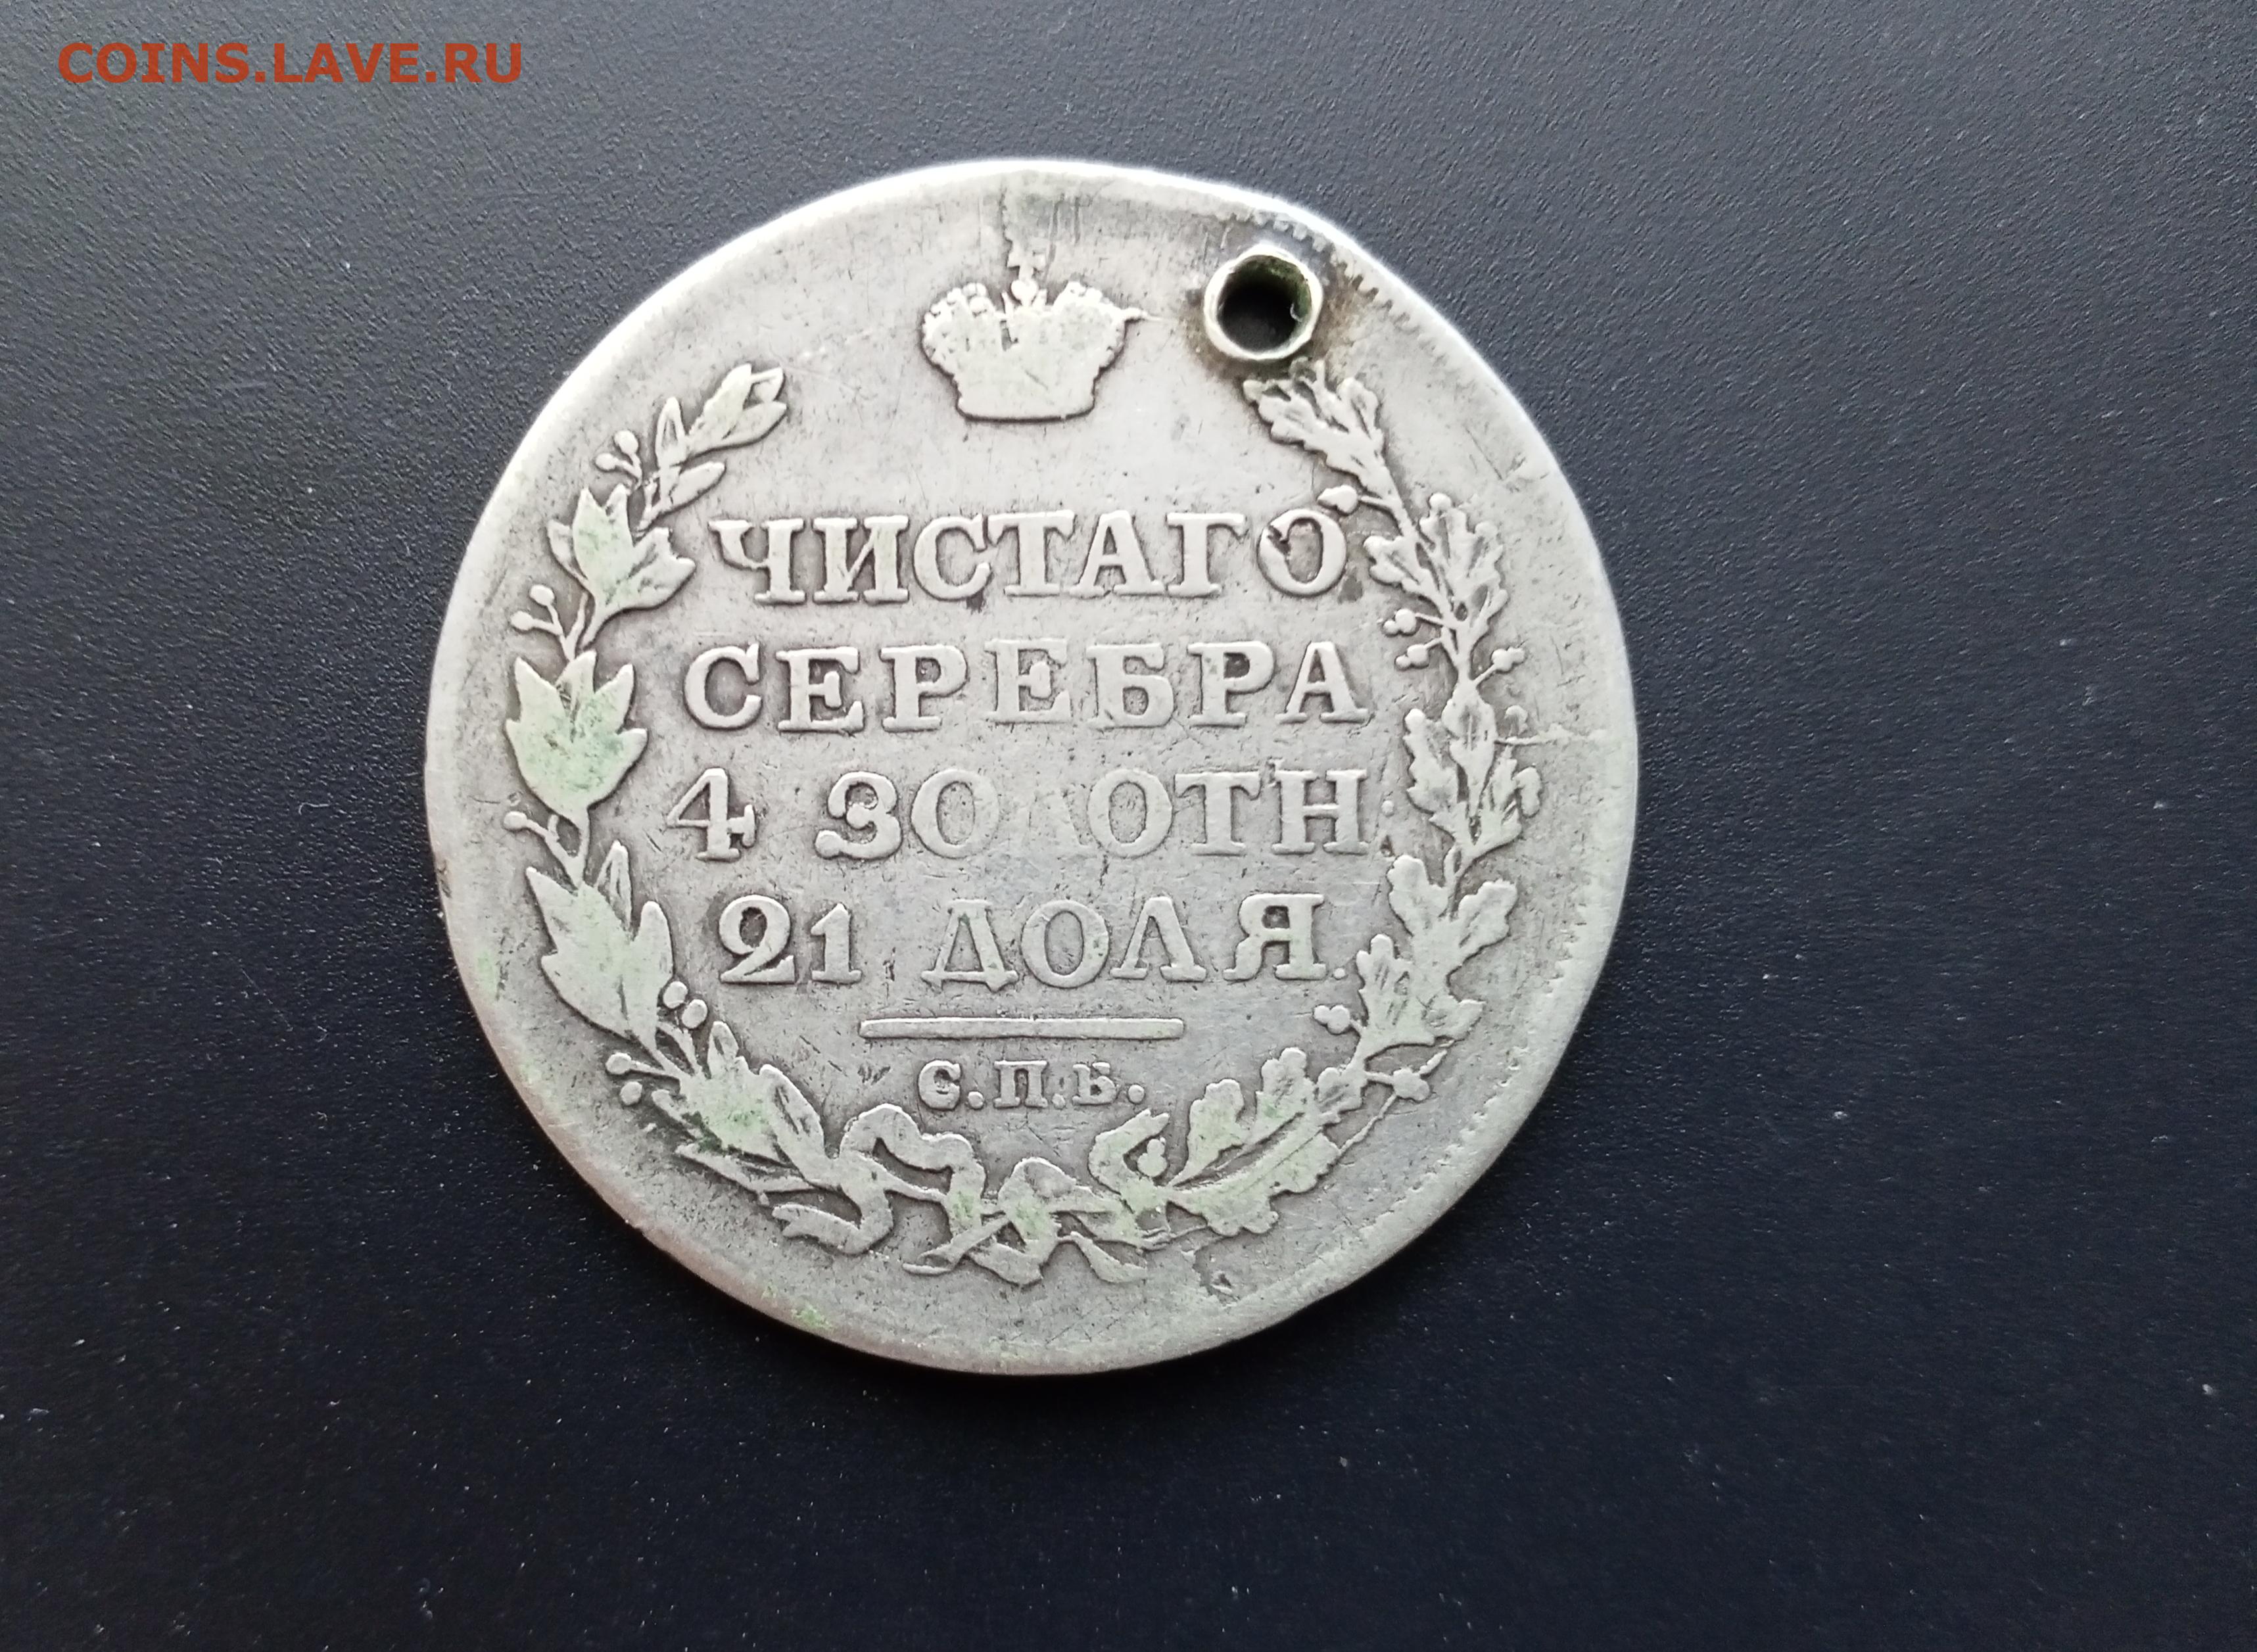 COINS.LAVE.RU
ЧИСТАГО
СЕРЕБРА
4 ЗОЛОТН:
21 ДОЛЯ.
С.П.Б.